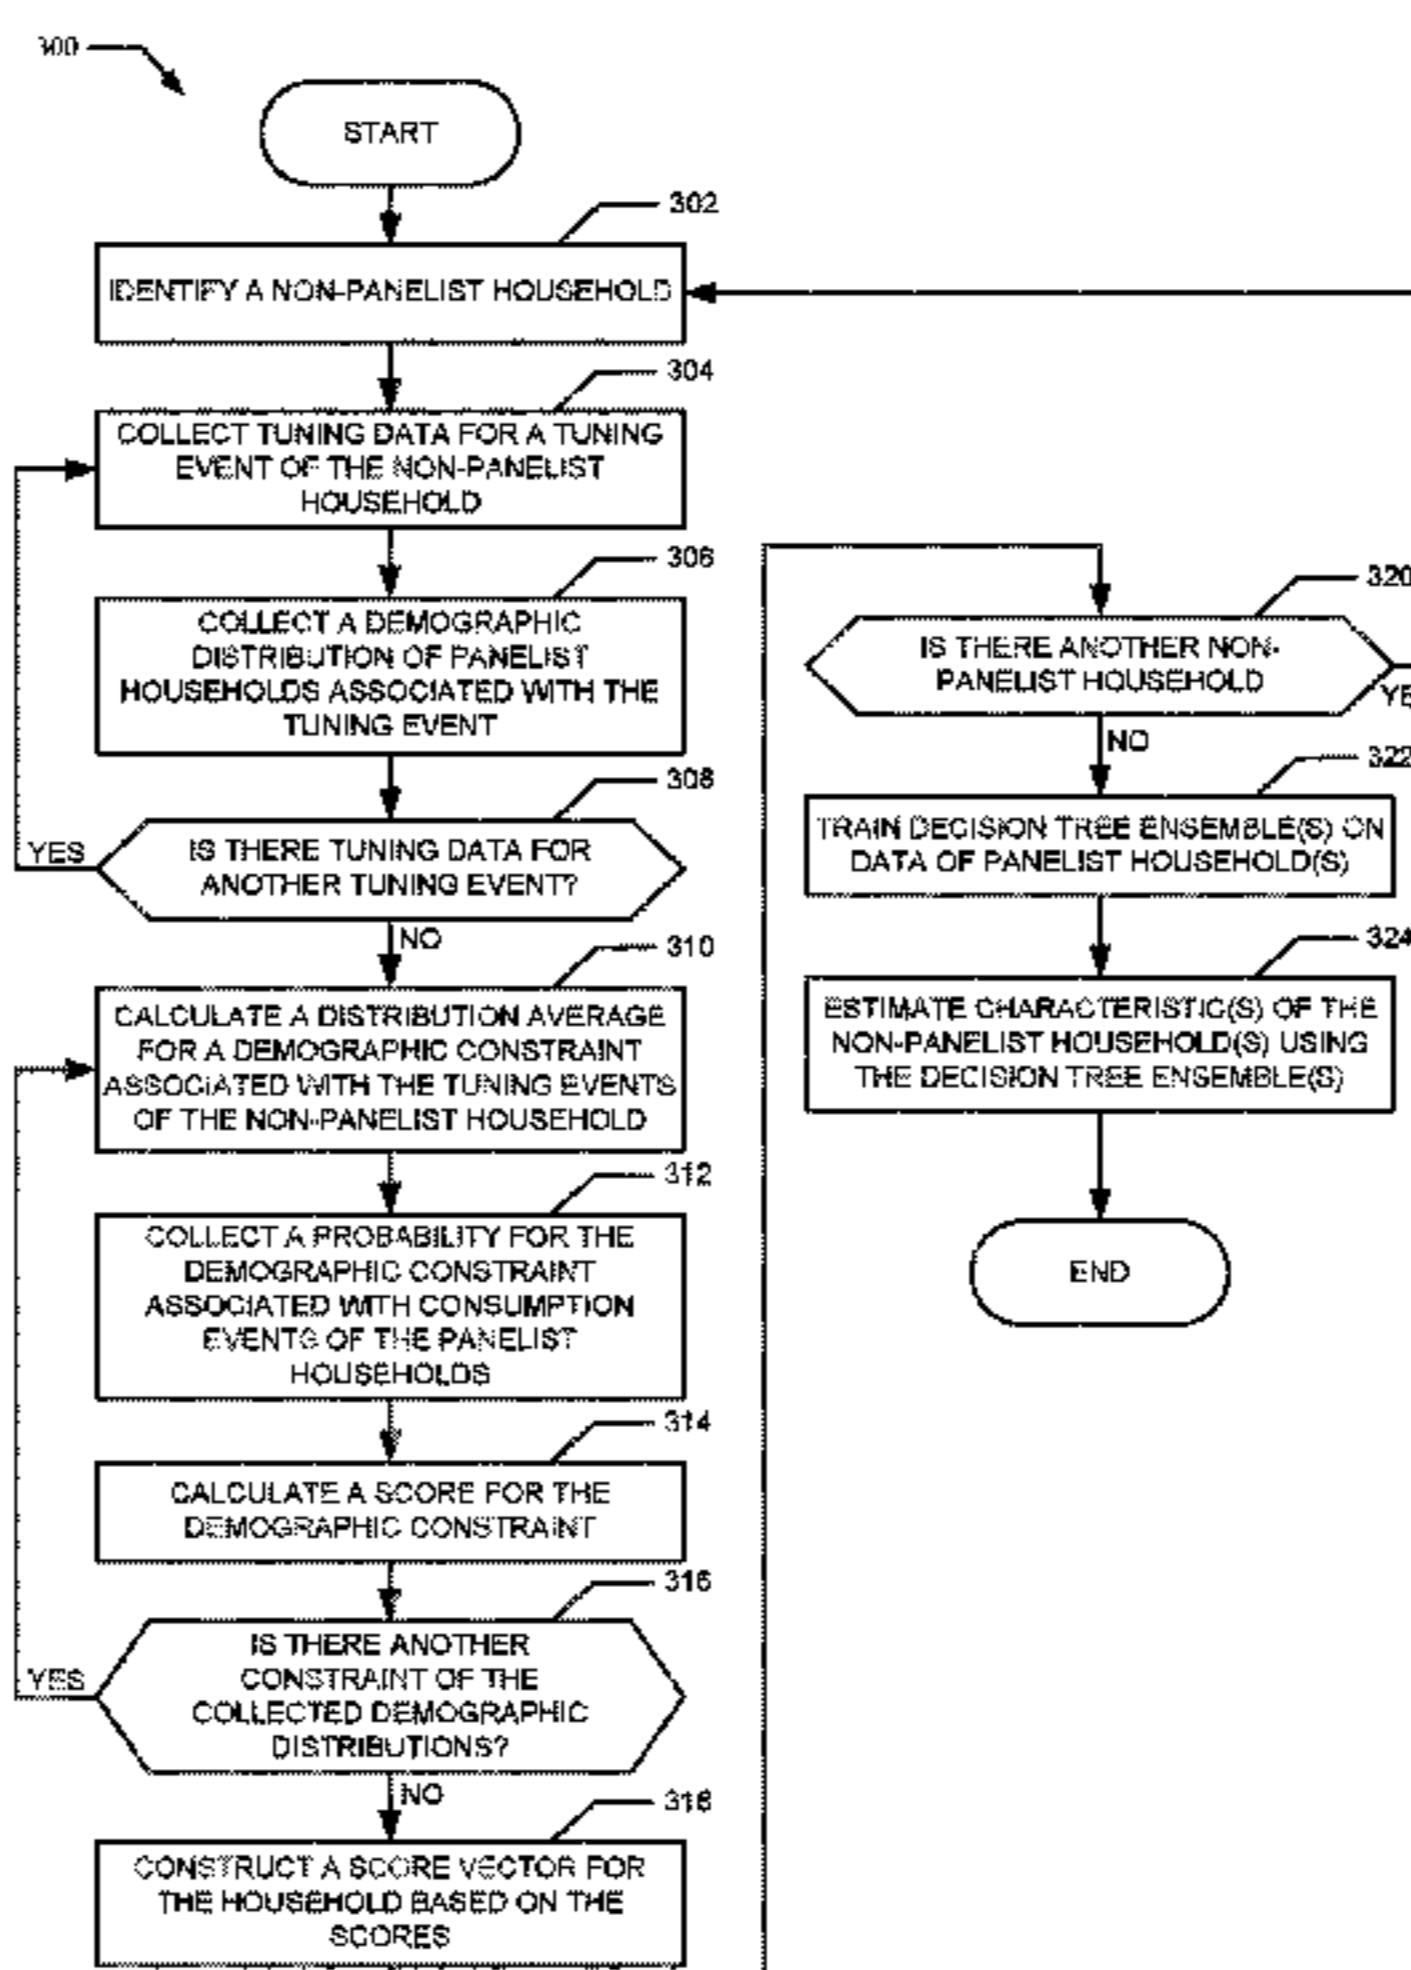 300
START
302
IDENTIFY A NON-PANELIST HOUSEHOLD
304
COLLECT TUNING DATA FOR A TUNING
EVENT OF THE NON-PANELIST
HOUSEHOLD
306
COLLECT A DEMOGRAPHIC
DISTRIBUTION OF PANELIST
HOUSEHOLDS ASSOCIATED WITH THE
TUNING EVENT
308
YES
IS THERE TUNING DATA FOR
ANOTHER TUNING EVENT?
NO
310
CALCULATE A DISTRIBUTION AVERAGE
FOR A DEMOGRAPHIC CONSTRAINT
ASSOCIATED WITH THE TUNING EVENTS
OF THE NON-PANELIST HOUSEHOLD
312
COLLECT A PROBABILITY FOR THE
DEMOGRAPHIC CONSTRAINT
ASSOCIATED WITH CONSUMPTION
EVENTS OF THE PANELIST
HOUSEHOLDS
314
CALCULATE A SCORE FOR THE
DEMOGRAPHIC CONSTRAINT
316
YES
IS THERE ANOTHER
CONSTRAINT OF THE
COLLECTED DEMOGRAPHIC
DISTRIBUTIONS?
NO
318
CONSTRUCT A SCORE VECTOR FOR
THE HOUSEHOLD BASED ON THE
SCORES
320
IS THERE ANOTHER NON-
PANELIST HOUSEHOLD
YE
NO
322
TRAIN DECISION TREE ENSEMBLE(S) ON
DATA OF PANELIST HOUSEHOLD(S)
324
ESTIMATE CHARACTERISTIC(S) OF THE
NON-PANELIST HOUSEHOLD(S) USING
THE DECISION TREE ENSEMBLE(S)
END